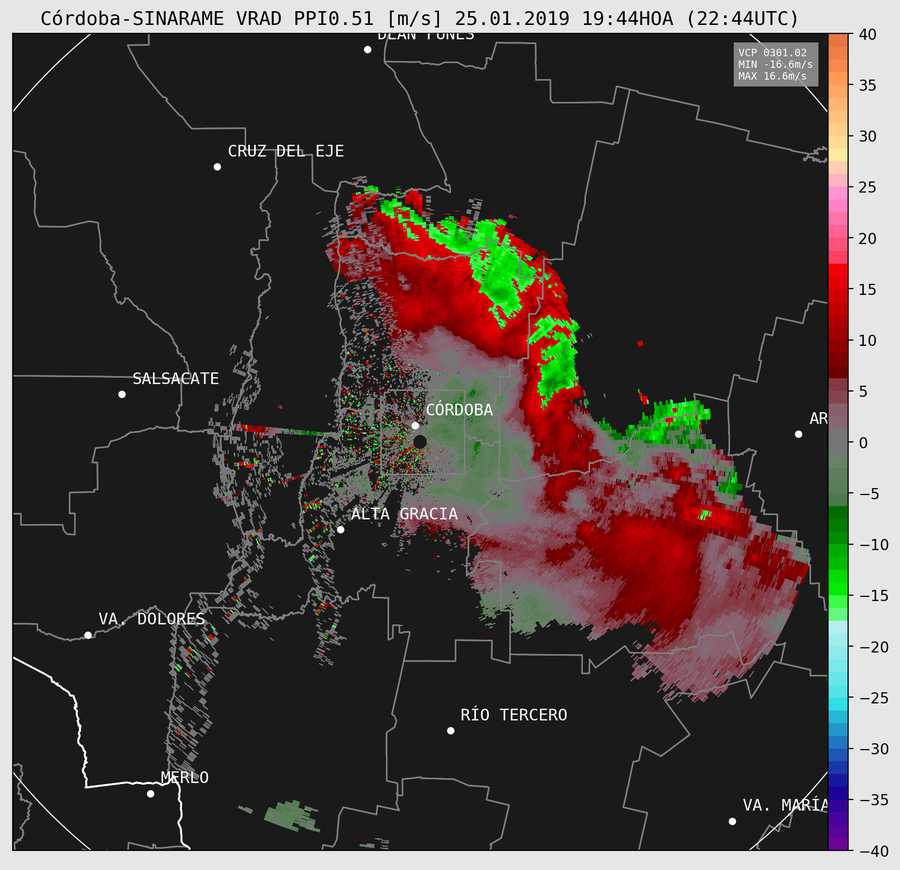 Córdoba-SINARAME VRAD PPI0.51 [m/s] 25.01.2019 19:44HOA (22:44UTC)
DEAN FUNES
VCP 0301.02
MIN -16.6m/s
MAX 16.6m/s
CRUZ DEL EJE
SALSACATE
CÓRDOBA
AR
ALTA GRACIA
VA. DOLORES
RÍO TERCERO
MERLO
VA. MARÍA
40
35
30
25
20
15
10
5
0
−5
−10
−15
−20
−25
−30
−35
−40